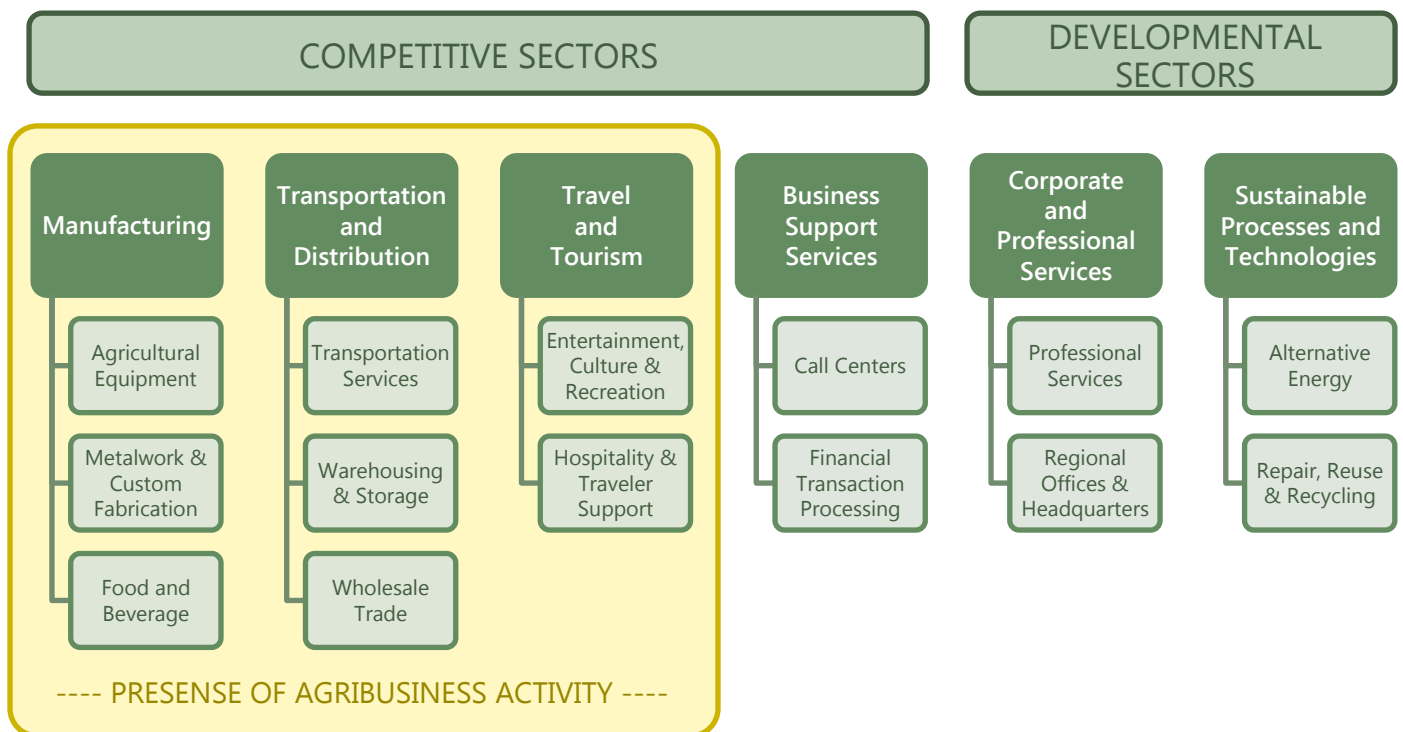 COMPETITIVE SECTORS
DEVELOPMENTAL
SECTORS
Manufacturing
Agricultural
Equipment
Metalwork &
Custom
Fabrication
Food and
Beverage
Transportation
and
Distribution
Transportation
Services
Warehousing
& Storage
Wholesale
Trade
Travel
and
Tourism
Entertainment,
Culture &
Recreation
Hospitality &
Traveler
Support
---- PRESENSE OF AGRIBUSINESS ACTIVITY ----
Business
Support
Services
Call Centers
Financial
Transaction
Processing
Corporate
and
Professional
Services
Professional
Services
Regional
Offices &
Headquarters
Sustainable
Processes and
Technologies
Alternative
Energy
Repair, Reuse
& Recycling